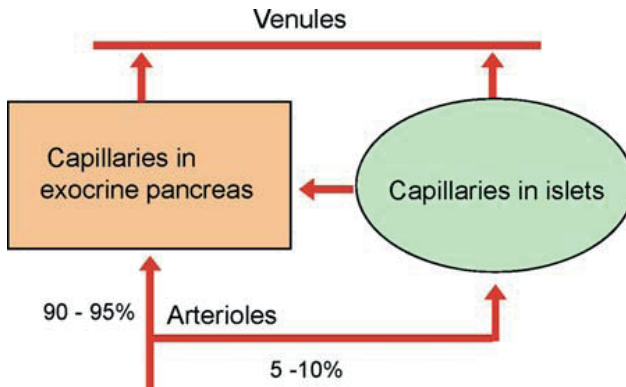 Venules
Capillaries in
exocrine pancreas
Capillaries in islets
90 - 95%
Arterioles
5 -10%